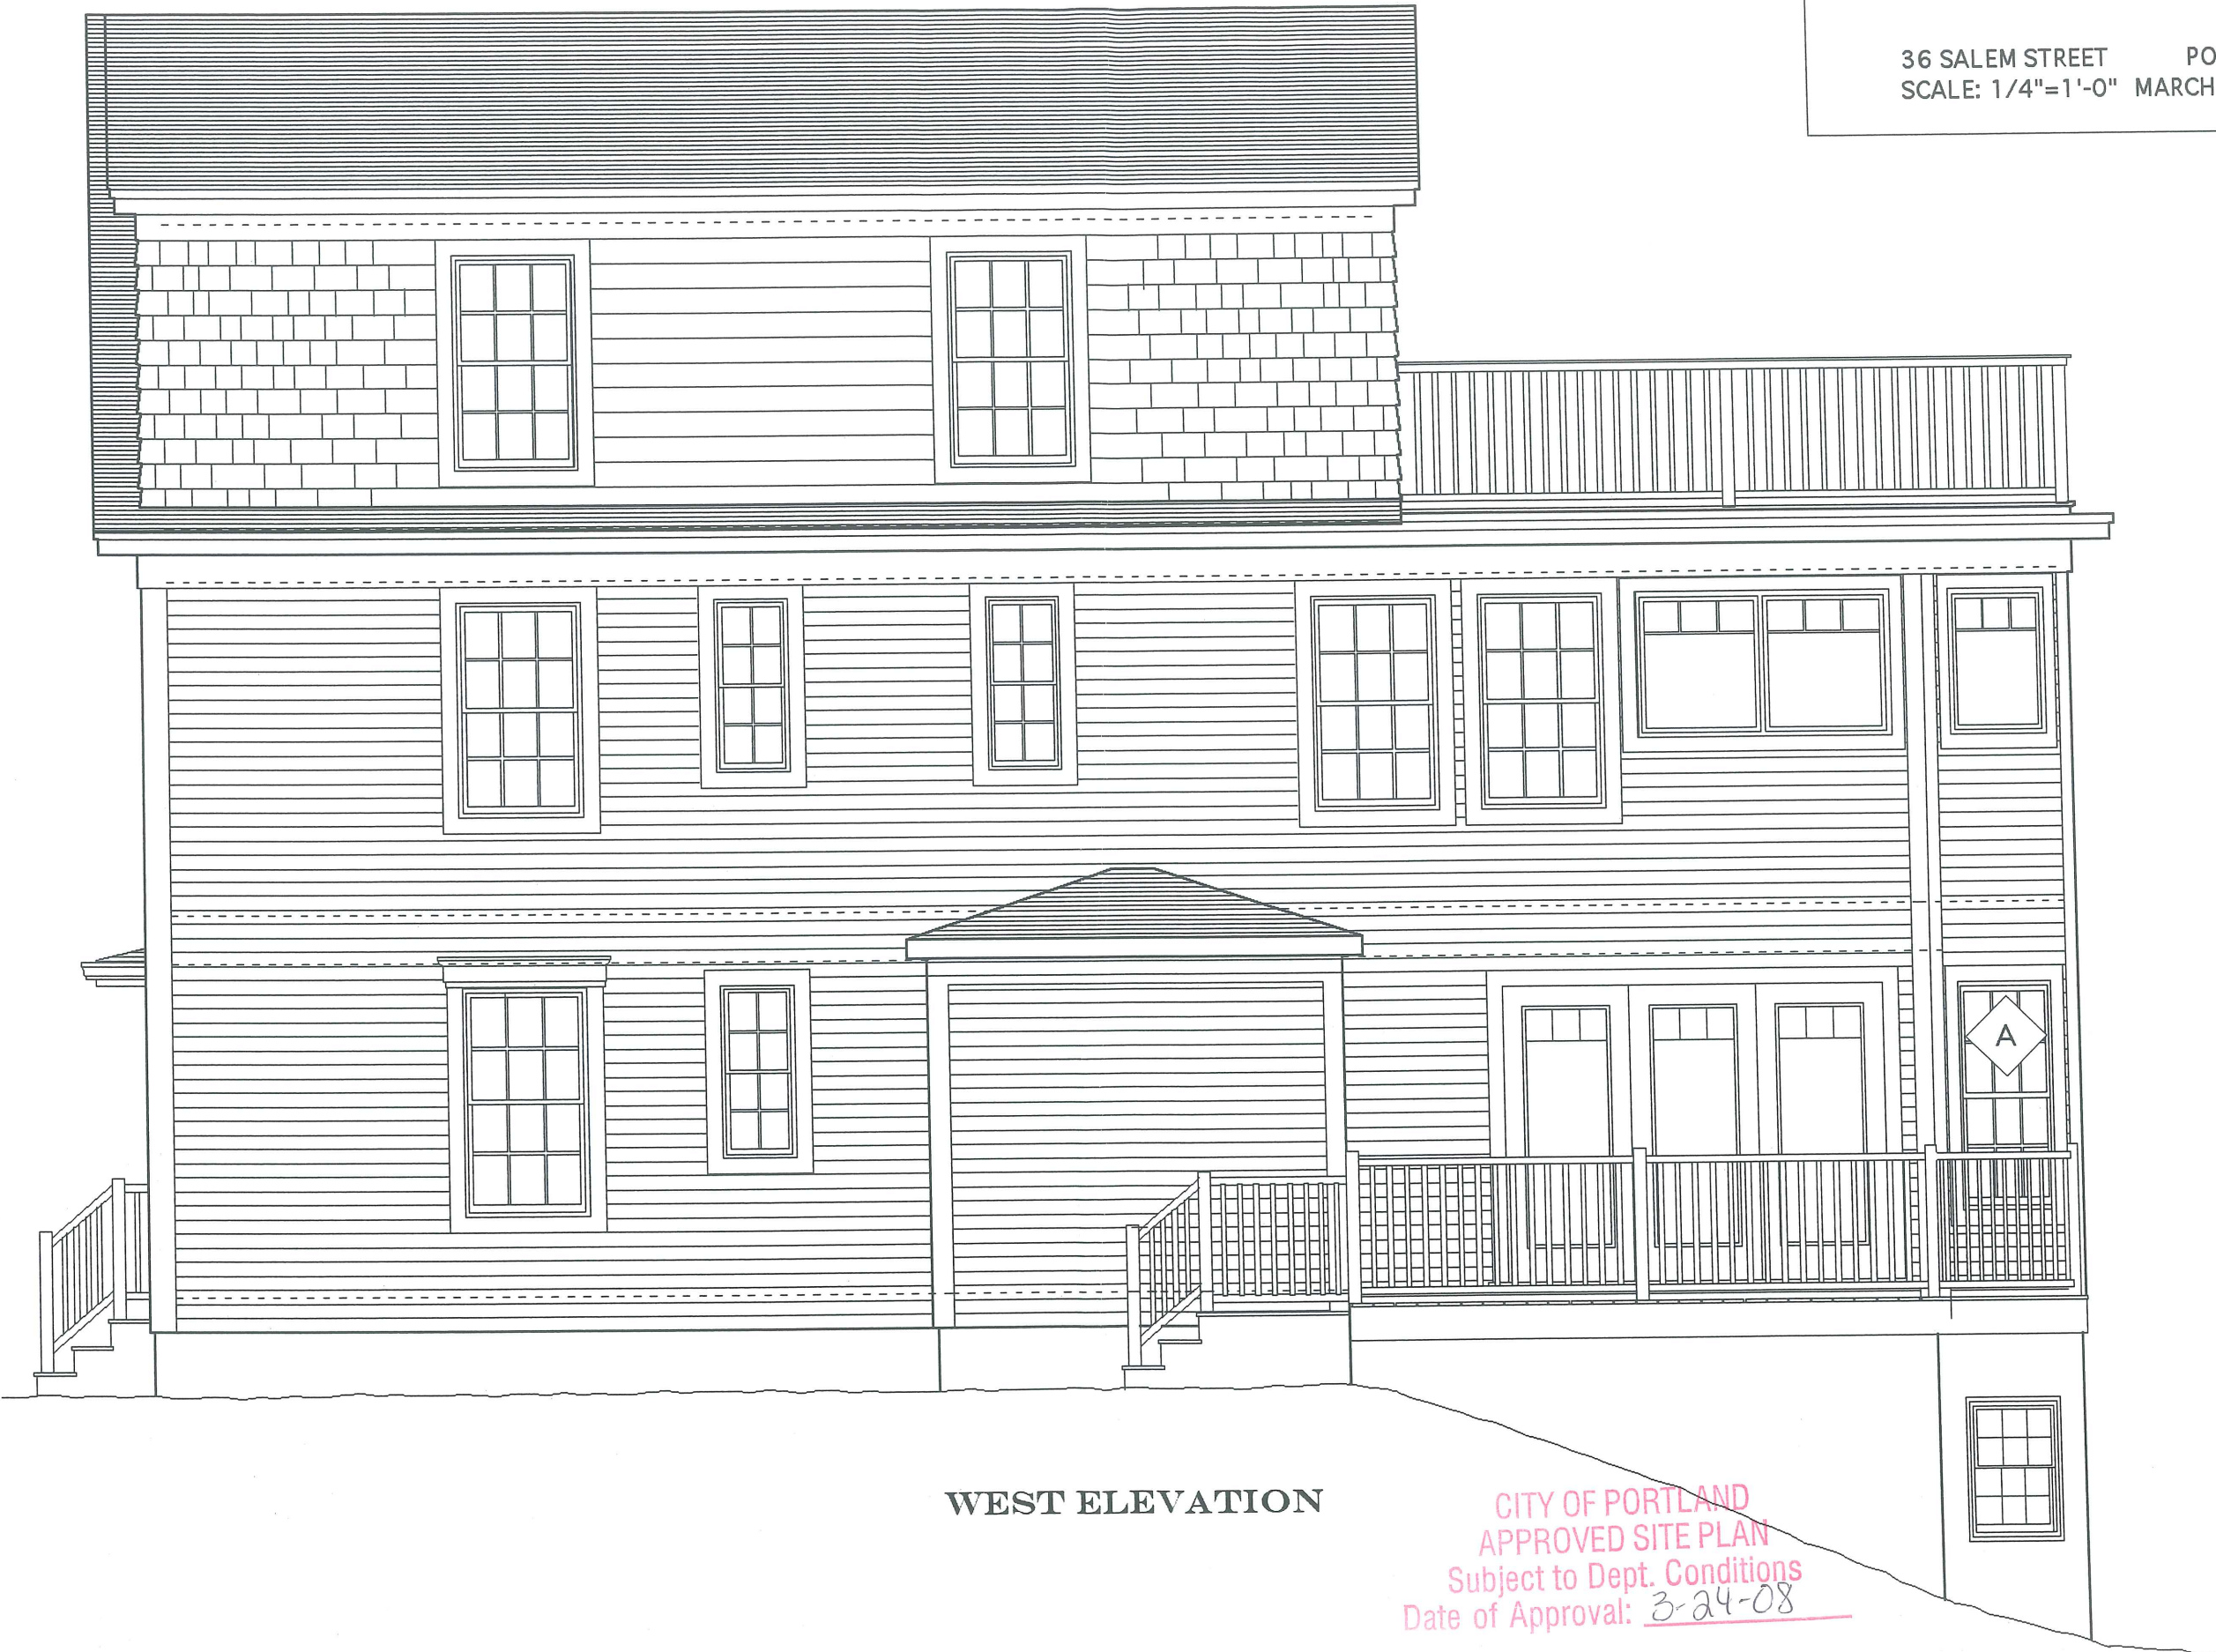 36 SALEM STREET PO
SCALE: 1/4"=1'-0" MARCH
A
WEST ELEVATION
CITY OF PORTLAND
APPROVED SITE PLAN
Subject to Dept. Conditions
Date of Approval: 3-24-08